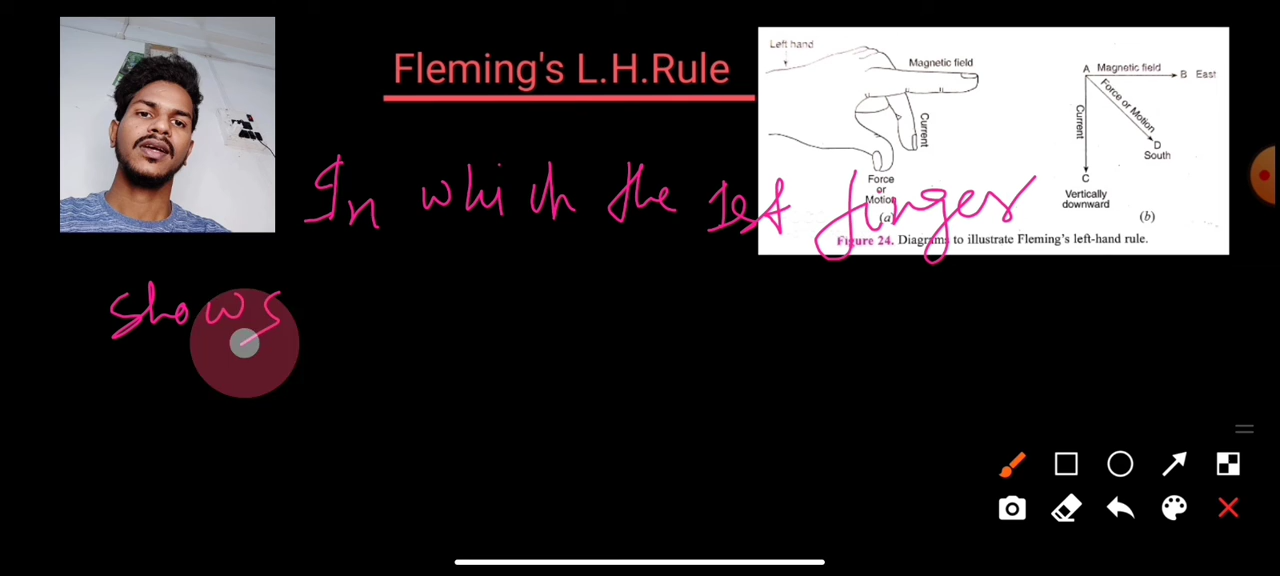 Fleming's L.H.Rule
Left hand
Magnetic field
Current
Force
or
Motion
(a)
A Magnetic field B East
Force or Motion
Current
D
South
C
Vertically
downward
(b)
Figure 24. Diagrams to illustrate Fleming's left-hand rule.
In which the 1st finger
shows